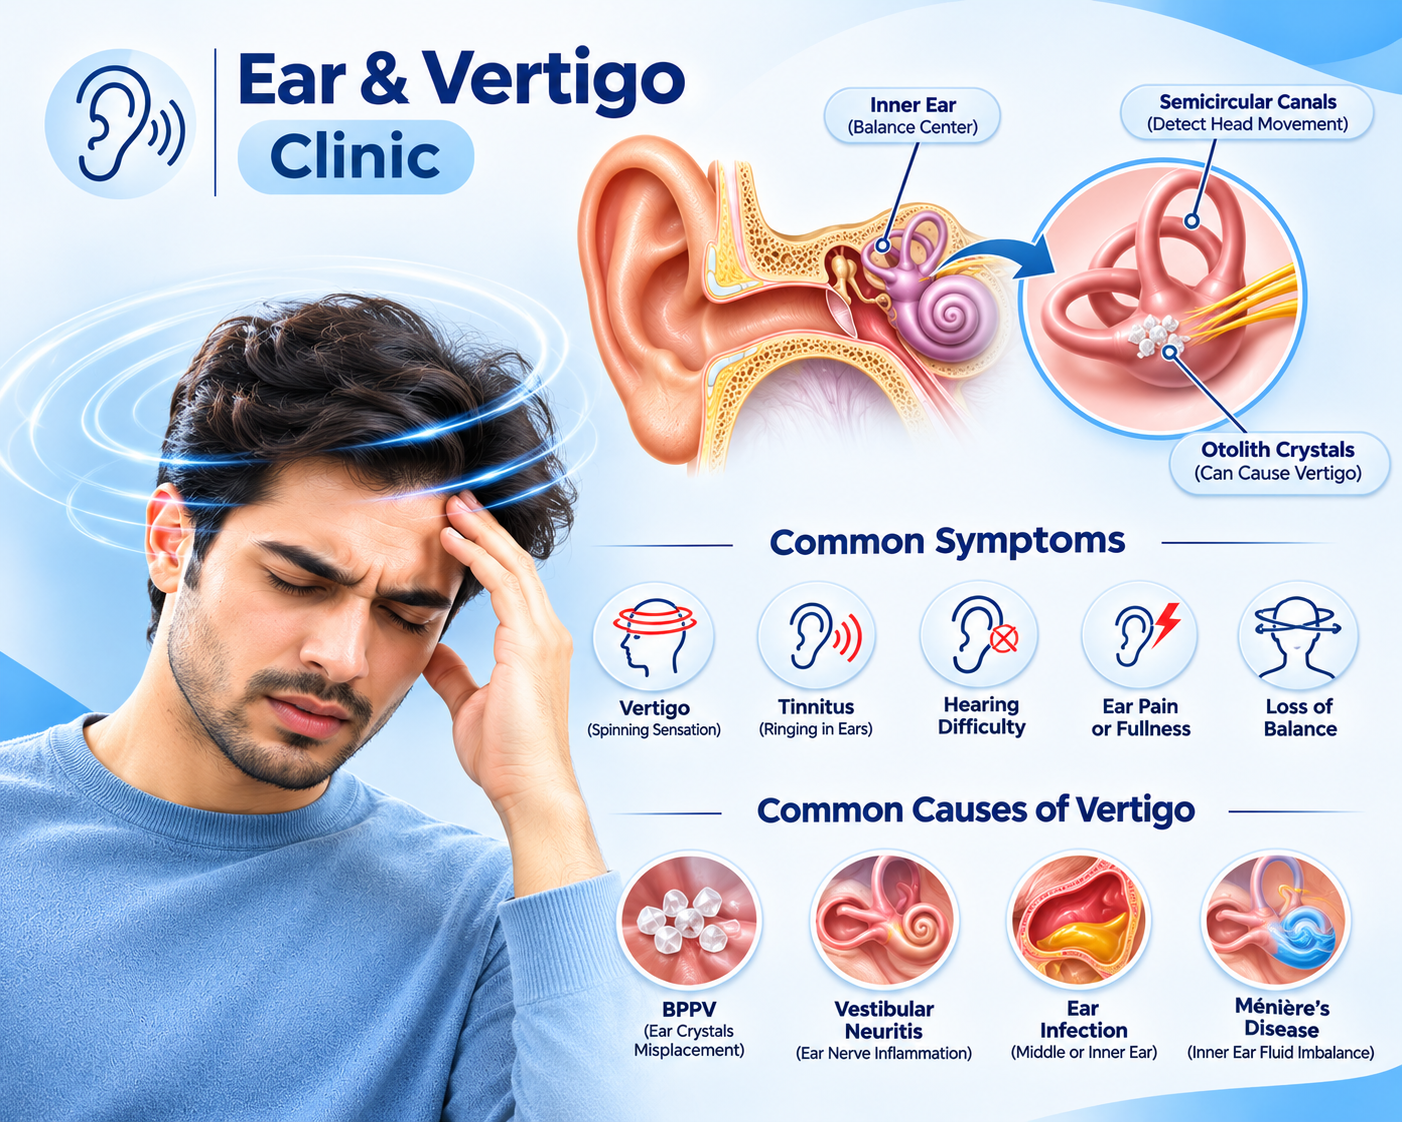 Ear & Vertigo
Clinic
Inner Ear
(Balance Center)
Semicircular Canals
(Detect Head Movement)
Otolith Crystals
(Can Cause Vertigo)
Common Symptoms
Vertigo
(Spinning Sensation)
Tinnitus
(Ringing in Ears)
Hearing
Difficulty
Ear Pain
or Fullness
Loss of
Balance
Common Causes of Vertigo
BPPV
(Ear Crystals
Misplacement)
Vestibular
Neuritis
(Ear Nerve Inflammation)
Ear
Infection
(Middle or Inner Ear)
Ménière's
Disease
(Inner Ear Fluid Imbalance)